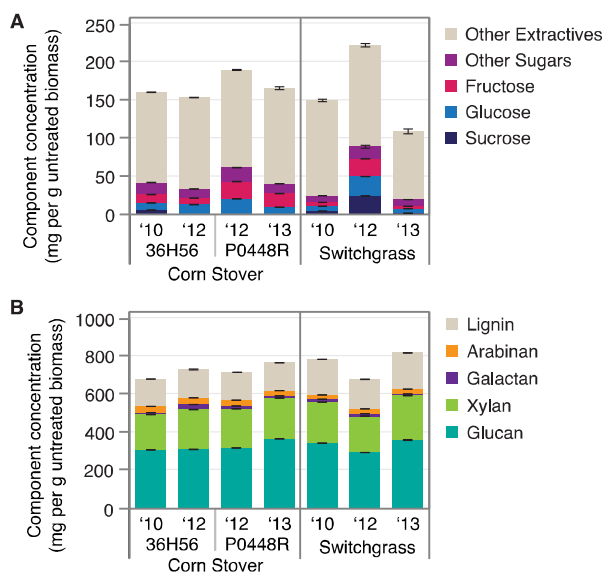 A
Component concentration
(mg per g untreated biomass)
250
200
150
100
50
0
Other Extractives
Other Sugars
Fructose
Glucose
Sucrose
‘10 ‘12 ‘12 ‘13 ‘10 ‘12 ‘13
36H56 P0448R Switchgrass
Corn Stover
B
Component concentration
(mg per g untreated biomass)
1000
800
600
400
200
0
Lignin
Arabinan
Galactan
Xylan
Glucan
‘10 ‘12 ‘12 ‘13 ‘10 ‘12 ‘13
36H56 P0448R Switchgrass
Corn Stover